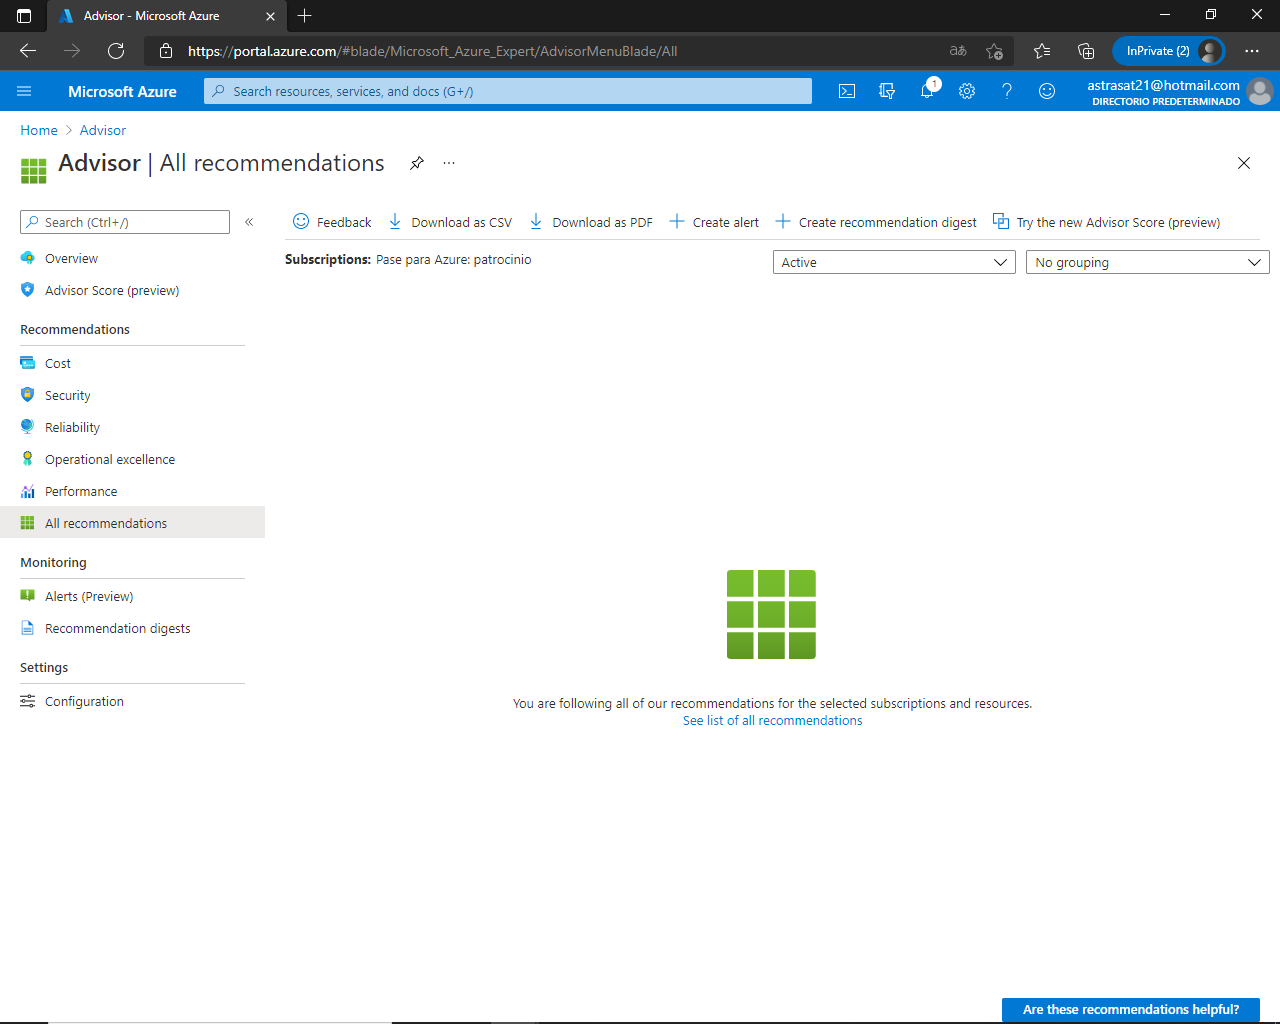 Advisor - Microsoft Azure
https://portal.azure.com/#blade/Microsoft_Azure_Expert/AdvisorMenuBlade/All
InPrivate (2)
Microsoft Azure
Search resources, services, and docs (G+/)
1
astrasat21@hotmail.com
DIRECTORIO PREDETERMINADO
Home > Advisor
Advisor | All recommendations
Search (Ctrl+/)
Feedback
Download as CSV
Download as PDF
Create alert
Create recommendation digest
Try the new Advisor Score (preview)
Subscriptions: Pase para Azure: patrocinio
Active
No grouping
Overview
Advisor Score (preview)
Recommendations
Cost
Security
Reliability
Operational excellence
Performance
All recommendations
Monitoring
Alerts (Preview)
Recommendation digests
Settings
Configuration
You are following all of our recommendations for the selected subscriptions and resources.
See list of all recommendations
Are these recommendations helpful?